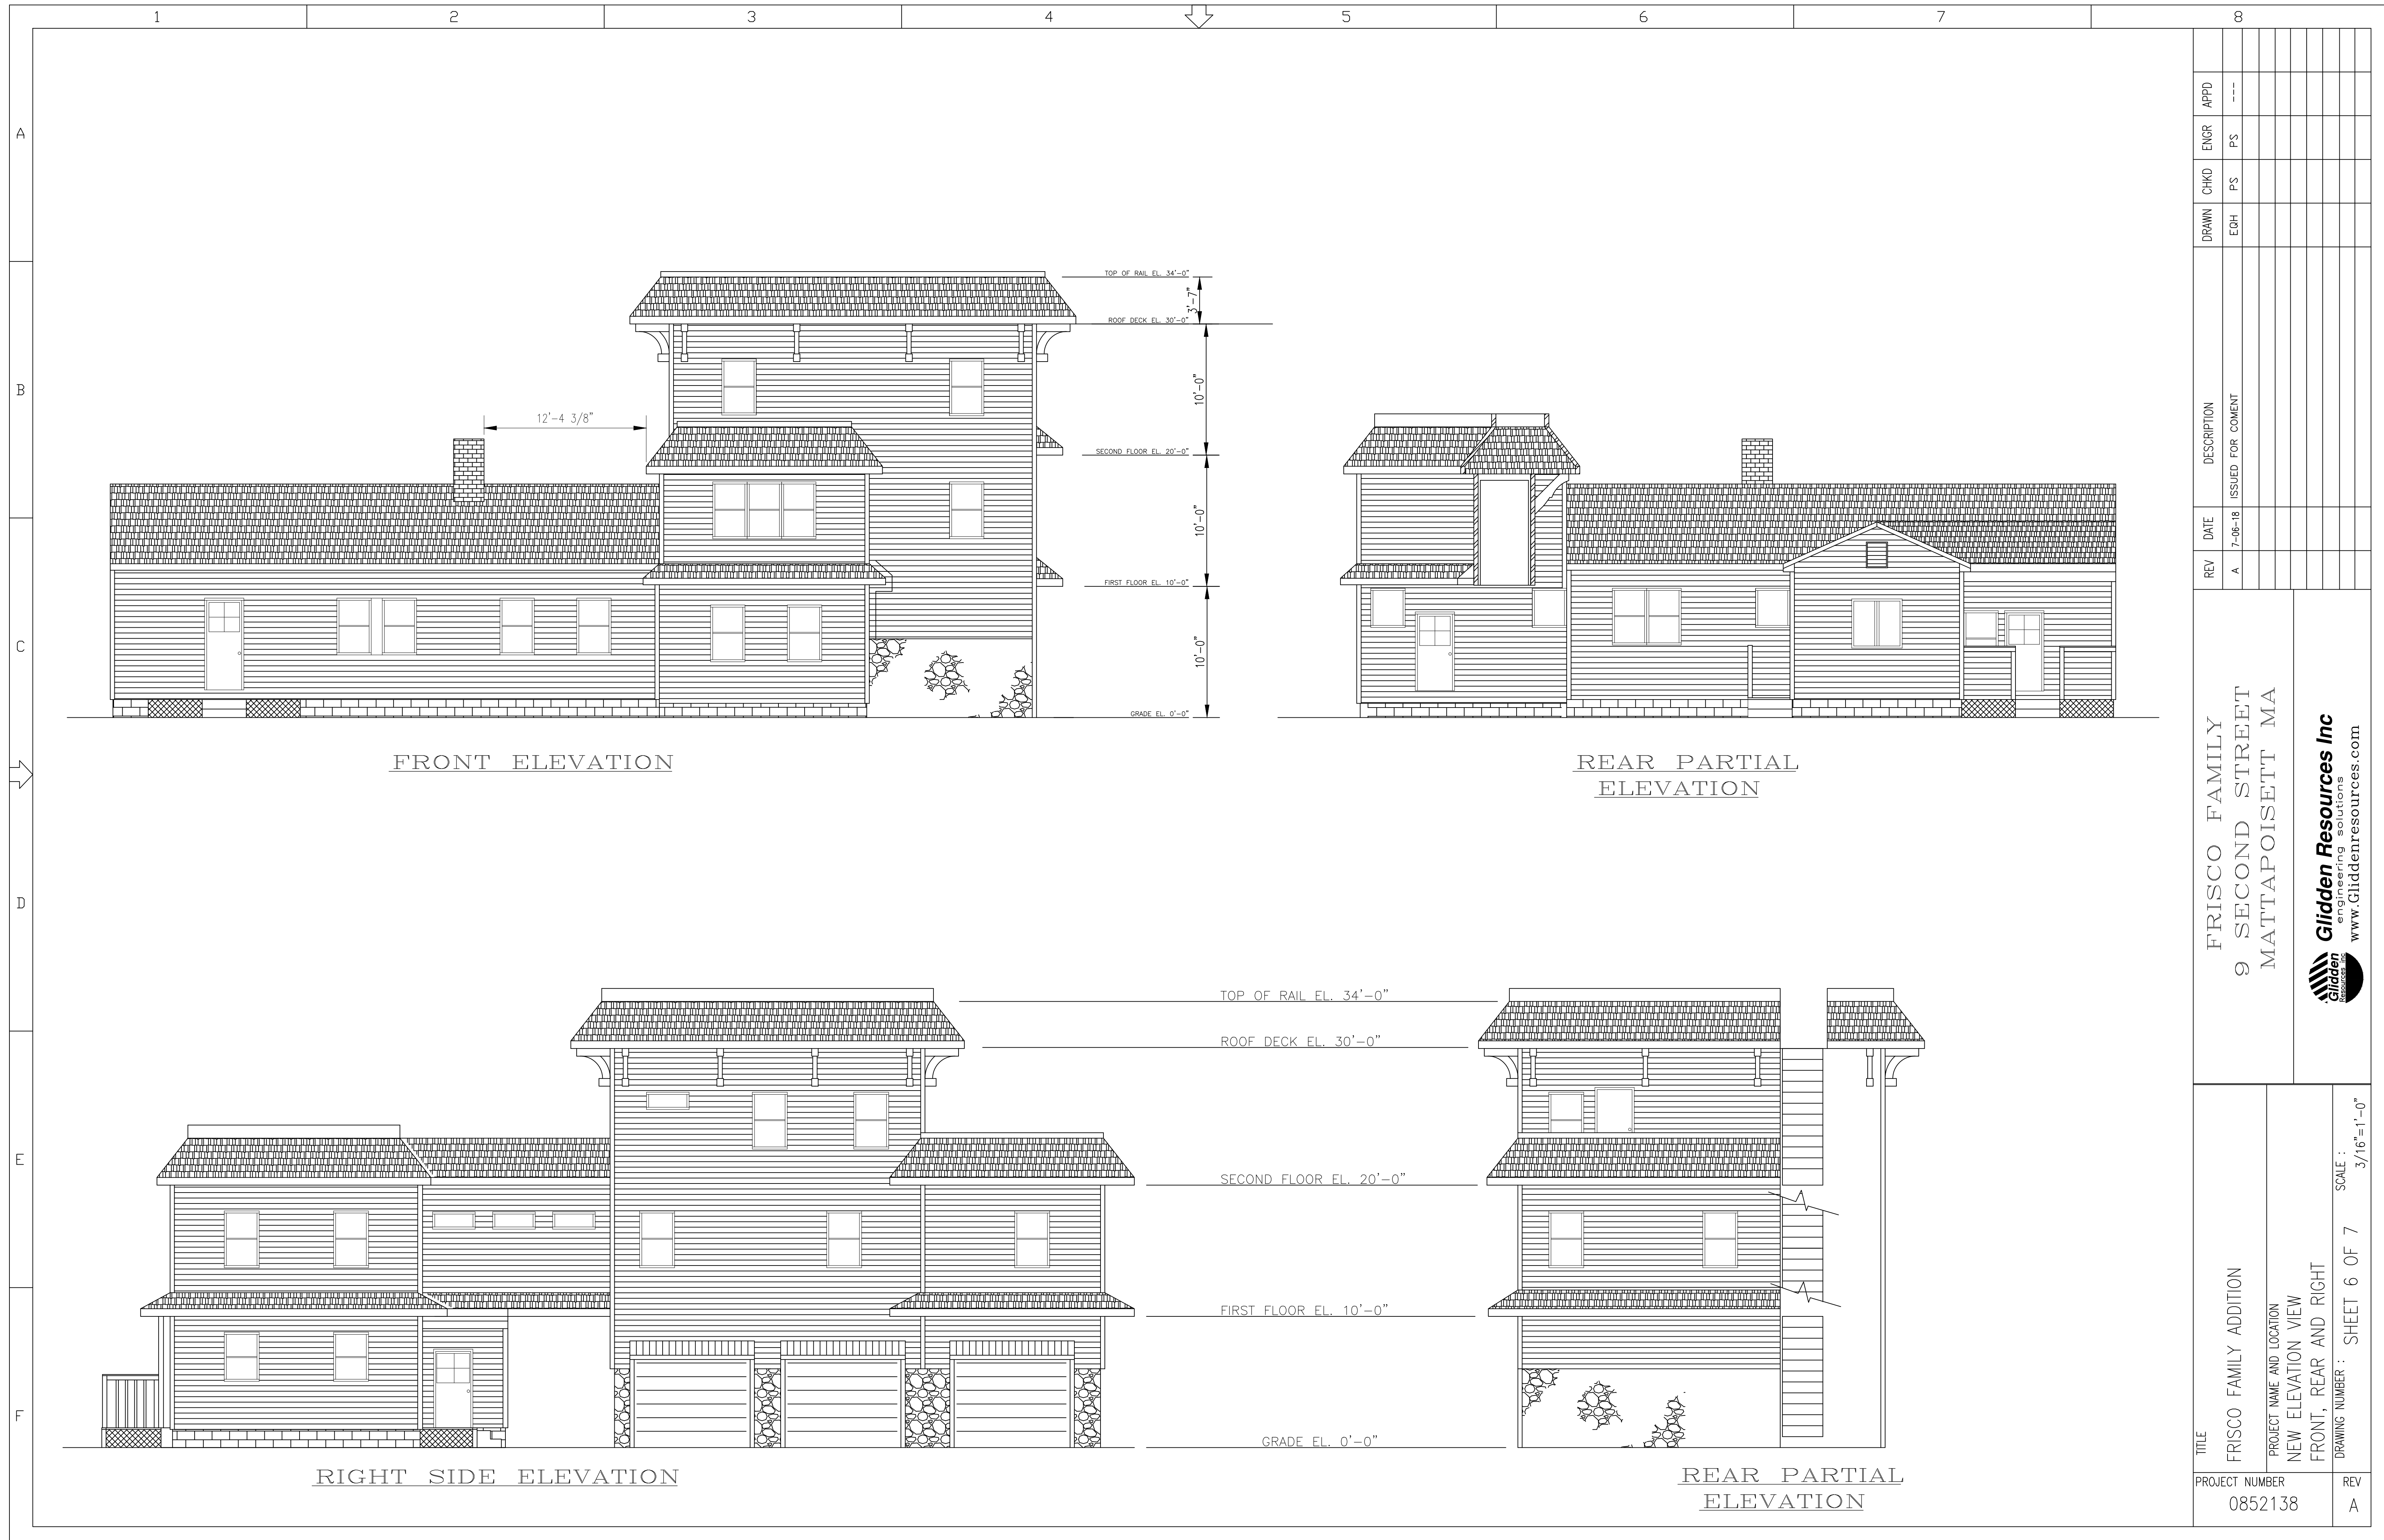 1 2 3 4 5 6 7 8
A
B
C
D
E
F
TOP OF RAIL EL. 34'-0"
3'-7"
ROOF DECK EL. 30'-0"
10'-0"
12'-4 3/8"
SECOND FLOOR EL. 20'-0"
10'-0"
FIRST FLOOR EL. 10'-0"
10'-0"
GRADE EL. 0'-0"
FRONT ELEVATION
REAR PARTIAL
ELEVATION
TOP OF RAIL EL. 34'-0"
ROOF DECK EL. 30'-0"
SECOND FLOOR EL. 20'-0"
FIRST FLOOR EL. 10'-0"
GRADE EL. 0'-0"
RIGHT SIDE ELEVATION
REAR PARTIAL
ELEVATION
REV DATE DESCRIPTION DRAWN CHKD ENGR APPD
A 7-06-18 ISSUED FOR COMENT EQH PS PS ---
FRISCO FAMILY
9 SECOND STREET
MATTAPOISETT MA
Glidden
Resources Inc
Glidden Resources Inc
engineering solutions
www.Gliddenresources.com
TITLE
FRISCO FAMILY ADDITION
PROJECT NAME AND LOCATION
NEW ELEVATION VIEW
FRONT, REAR AND RIGHT
DRAWING NUMBER : SHEET 6 OF 7
SCALE :
3/16"=1'-0"
PROJECT NUMBER
0852138
REV
A